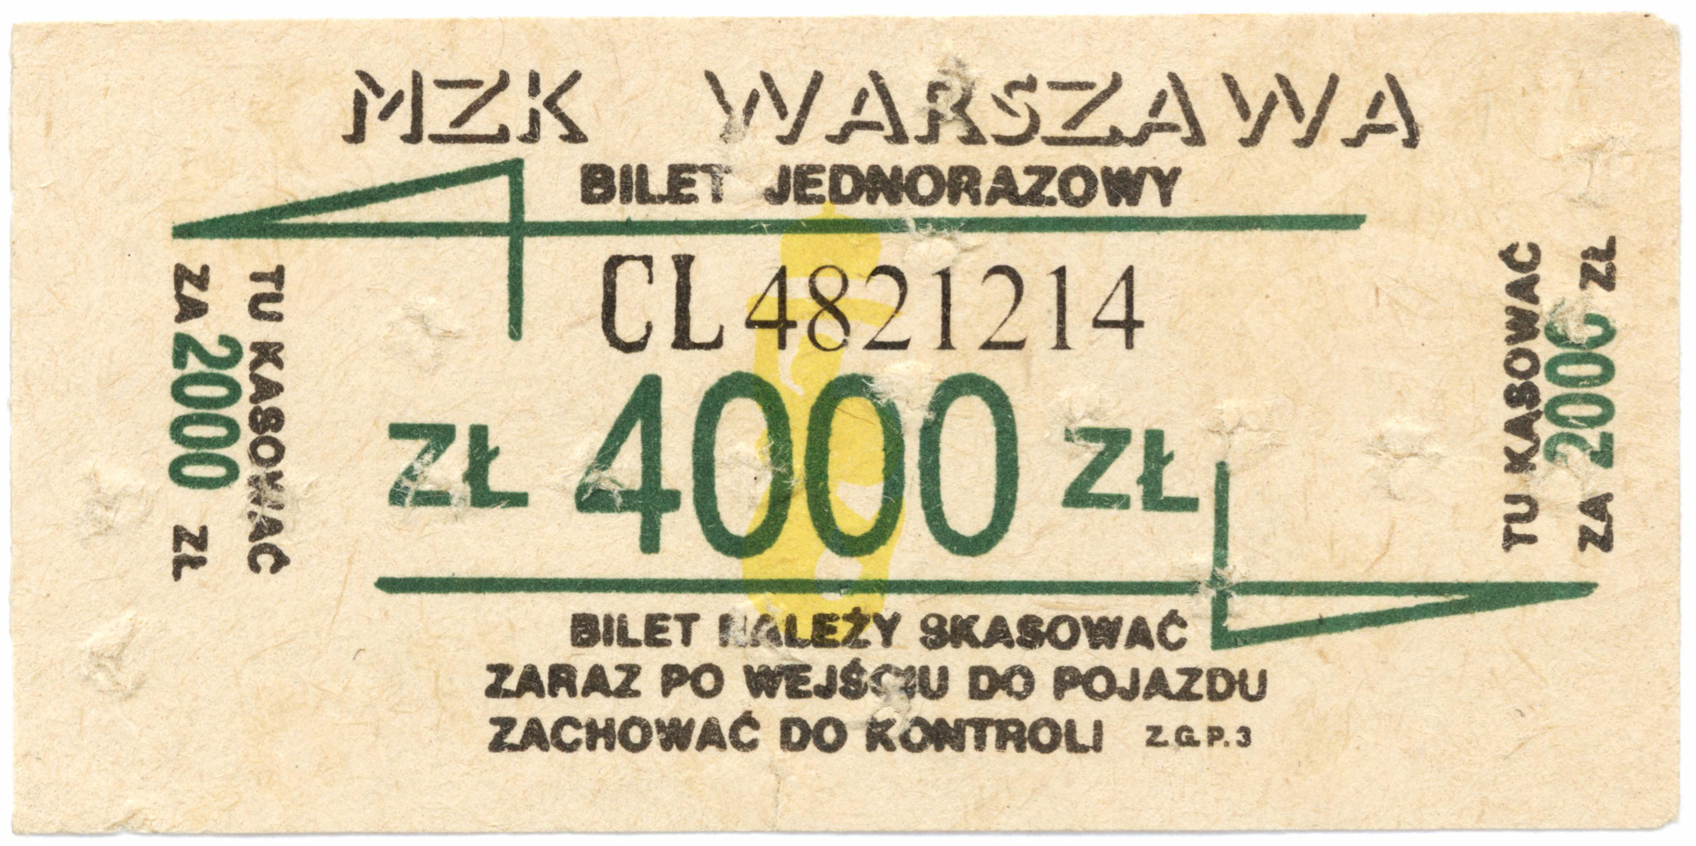 MZK WARSZAWA
BILET JEDNORAZOWY
CL 4821214
ZŁ 4000 ZŁ
TU KASOWAĆ
ZA 2000 ZŁ
TU KASOWAĆ
ZA 2000 ZŁ
BILET NALEŻY SKASOWAĆ
ZARAZ PO WEJŚCIU DO POJAZDU
ZACHOWAĆ DO KONTROLI Z.G.P.3